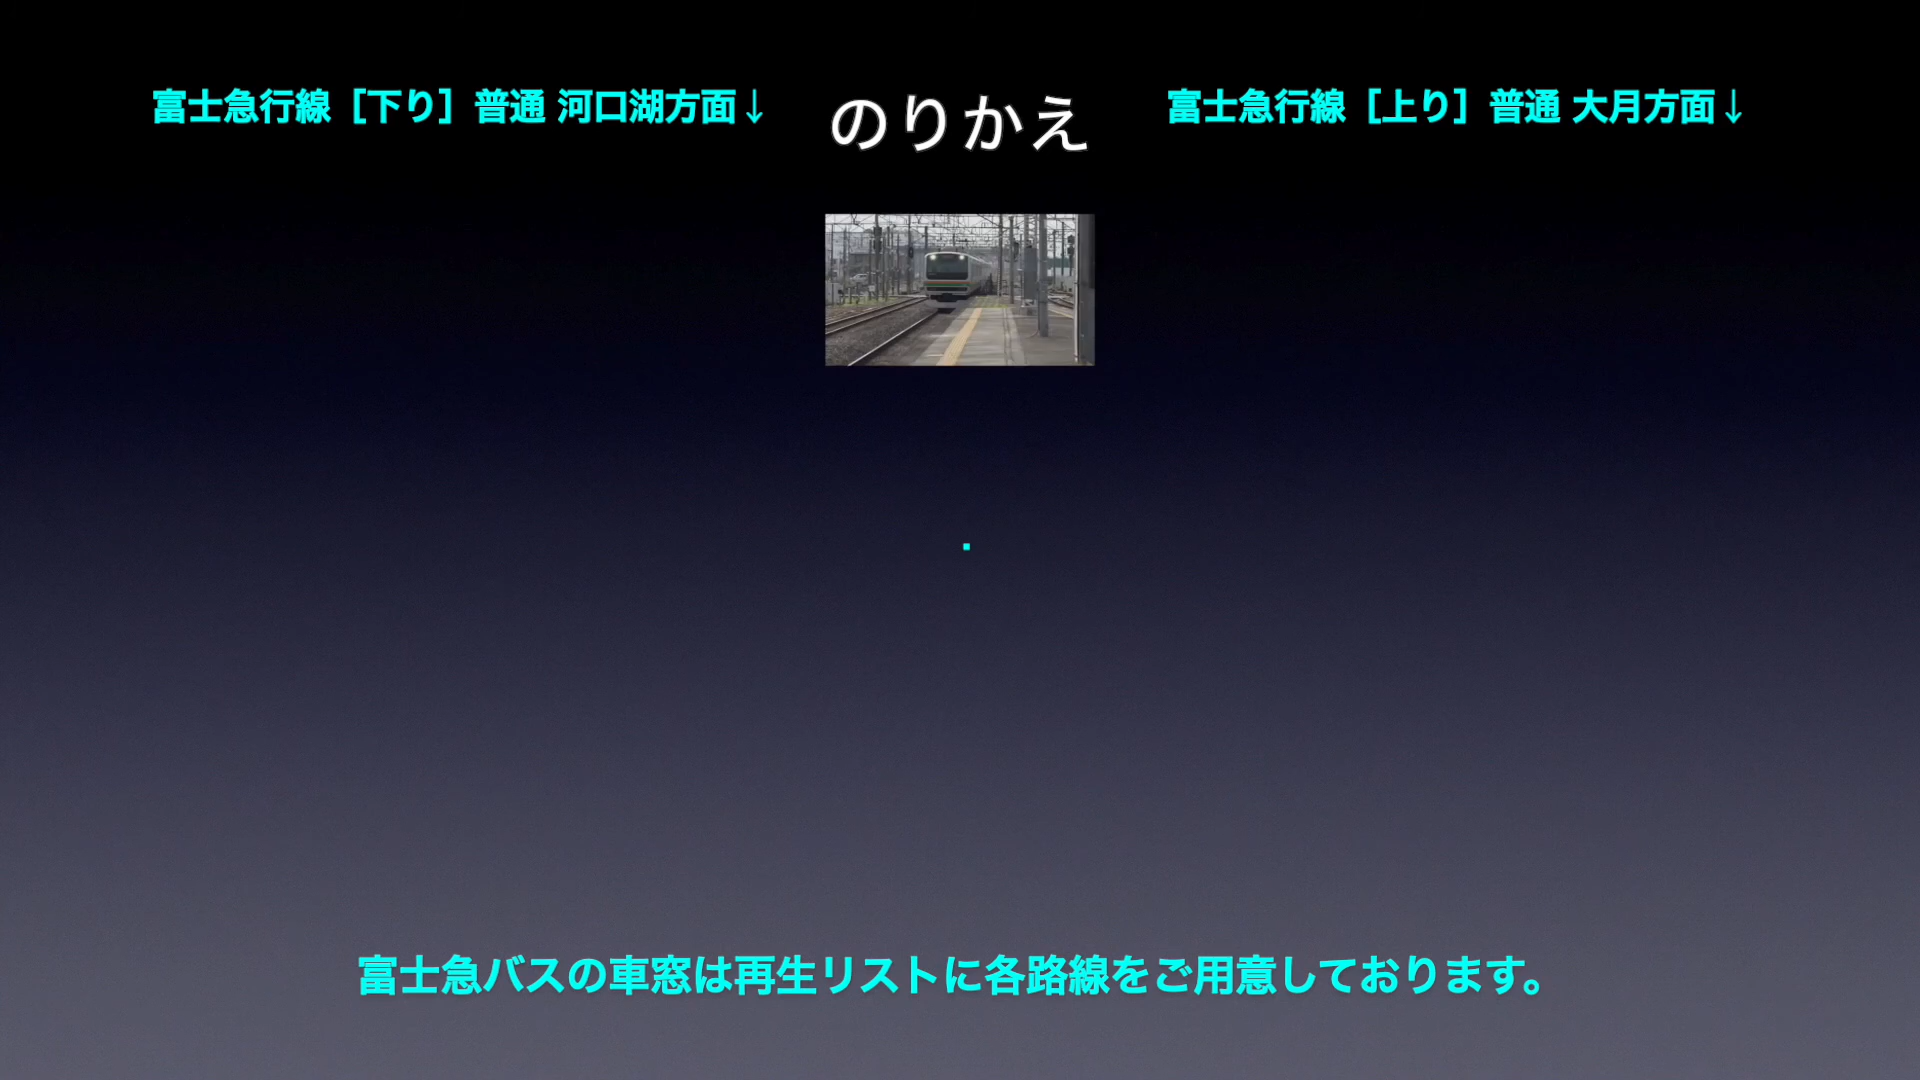 富士急行線［下り］普通 河口湖方面↓
のりかえ
富士急行線［上り］普通 大月方面↓
富士急バスの車窓は再生リストに各路線をご用意しております。